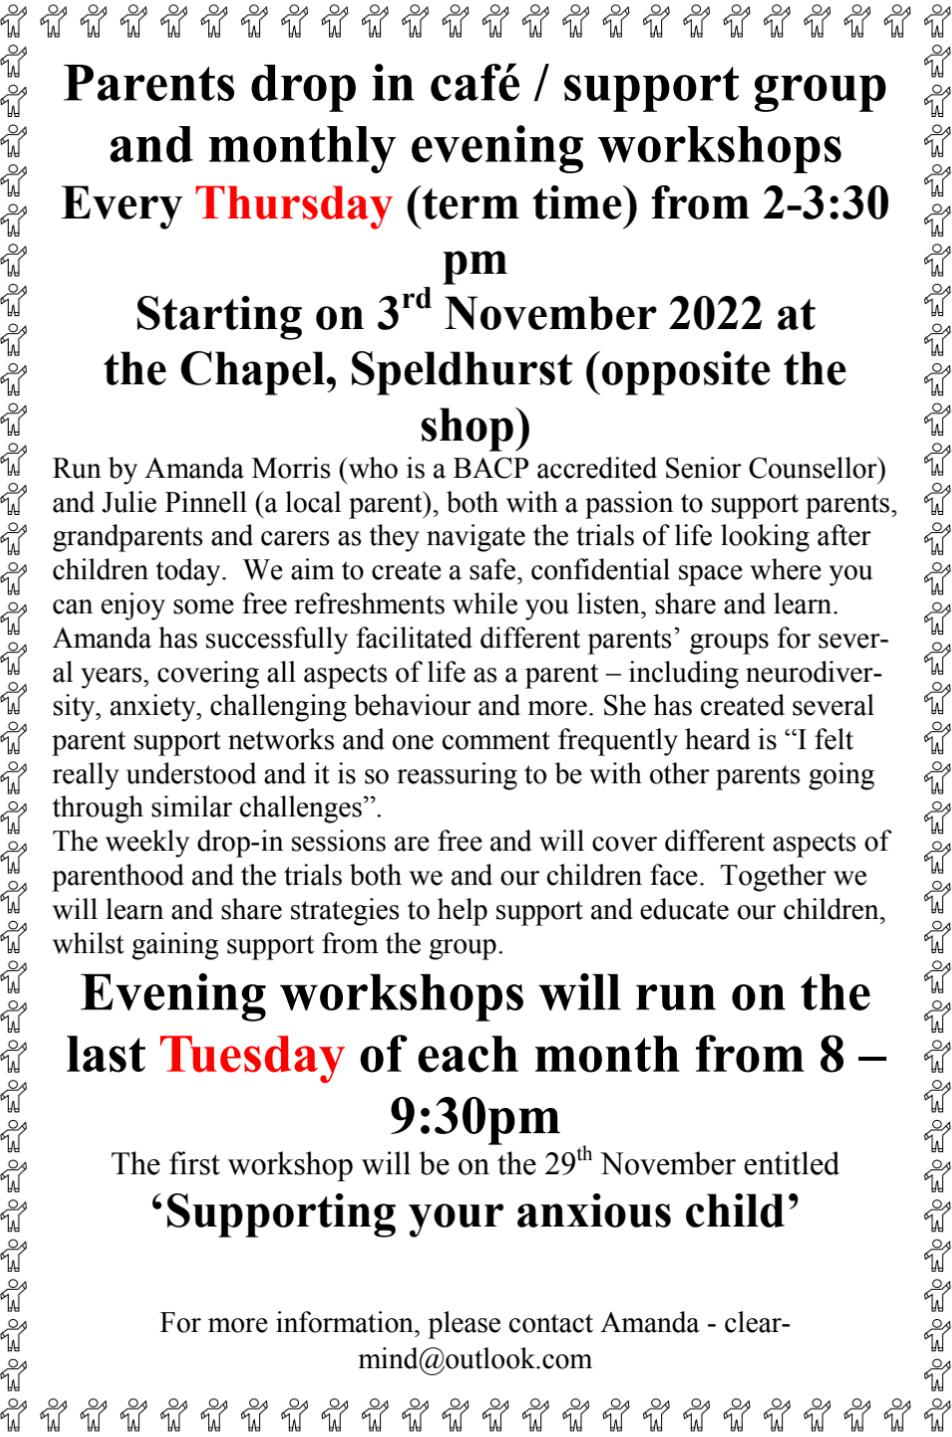 Parents drop in café / support group
and monthly evening workshops
Every Thursday (term time) from 2-3:30
pm
Starting on 3rd November 2022 at
the Chapel, Speldhurst (opposite the
shop)
Run by Amanda Morris (who is a BACP accredited Senior Counsellor)
and Julie Pinnell (a local parent), both with a passion to support parents,
grandparents and carers as they navigate the trials of life looking after
children today.  We aim to create a safe, confidential space where you
can enjoy some free refreshments while you listen, share and learn.
Amanda has successfully facilitated different parents’ groups for sever-
al years, covering all aspects of life as a parent – including neurodiver-
sity, anxiety, challenging behaviour and more. She has created several
parent support networks and one comment frequently heard is “I felt
really understood and it is so reassuring to be with other parents going
through similar challenges”.
The weekly drop-in sessions are free and will cover different aspects of
parenthood and the trials both we and our children face.  Together we
will learn and share strategies to help support and educate our children,
whilst gaining support from the group.
Evening workshops will run on the
last Tuesday of each month from 8 –
9:30pm
The first workshop will be on the 29th November entitled
‘Supporting your anxious child’
For more information, please contact Amanda - clear-
mind@outlook.com